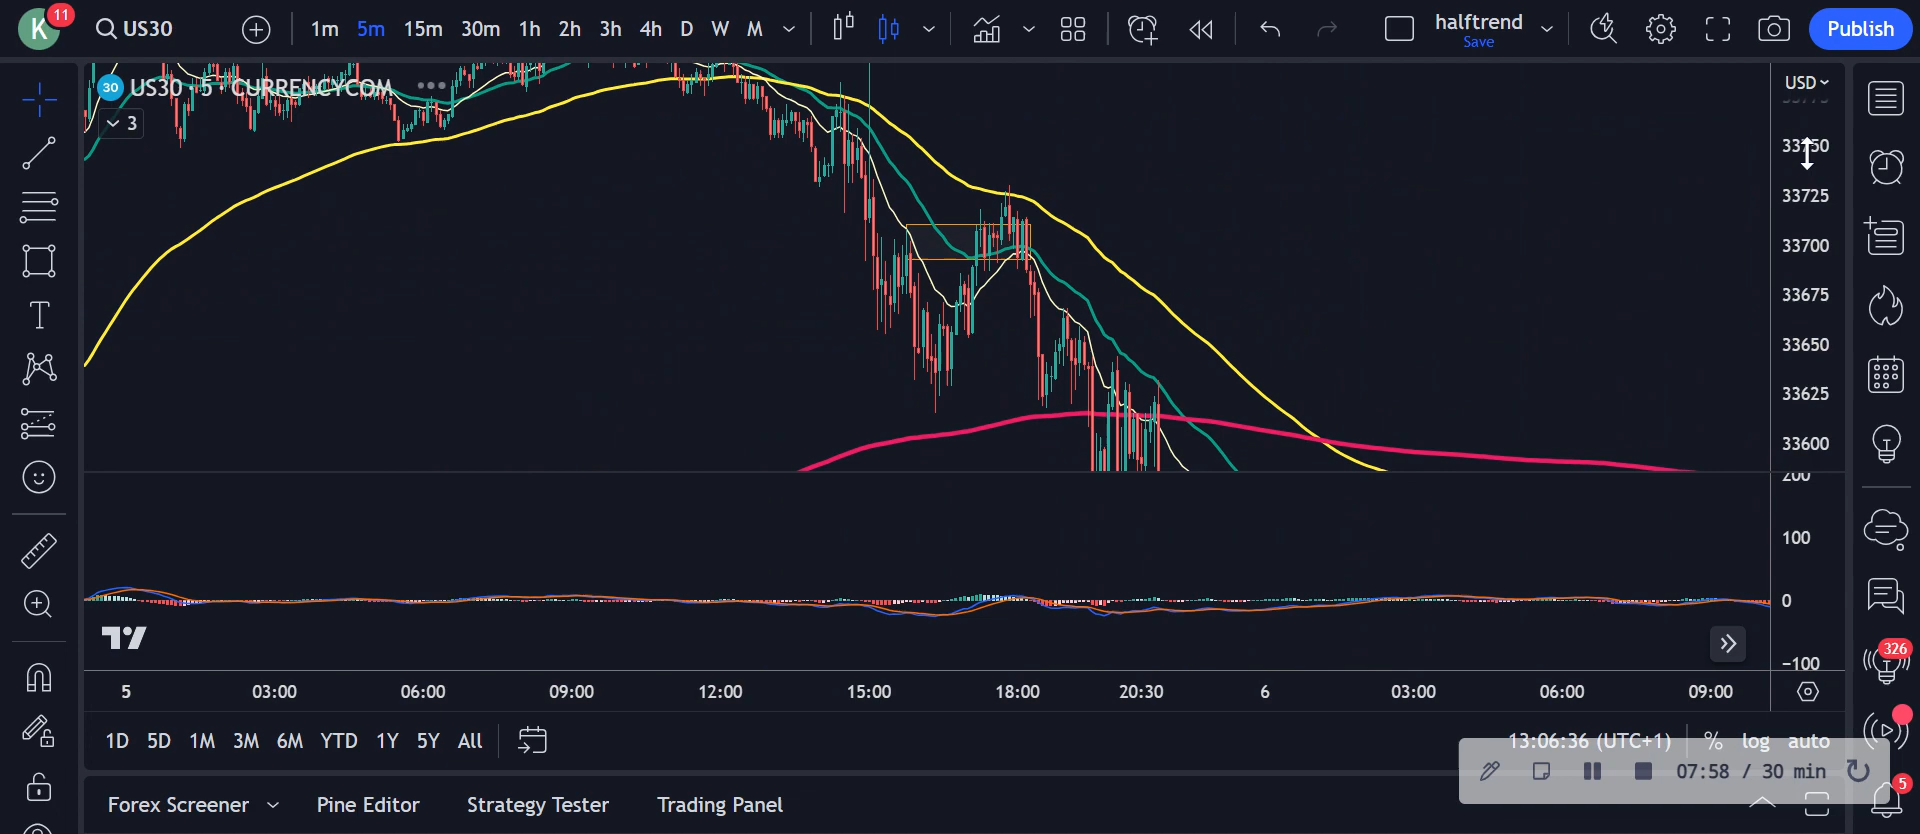 K 11 US30 1m 5m 15m 30m 1h 2h 3h 4h D W M halftrend Publish
Save
30 US30 · 5 · CURRENCYCOM USD
3
33750
33725
33700
33675
33650
33625
33600
200
100
0
-100
326
5 03:00 06:00 09:00 12:00 15:00 18:00 20:30 6 03:00 06:00 09:00
1D 5D 1M 3M 6M YTD 1Y 5Y All 13:06:36 (UTC+1) % log auto
07:58 / 30 min
5
Forex Screener Pine Editor Strategy Tester Trading Panel